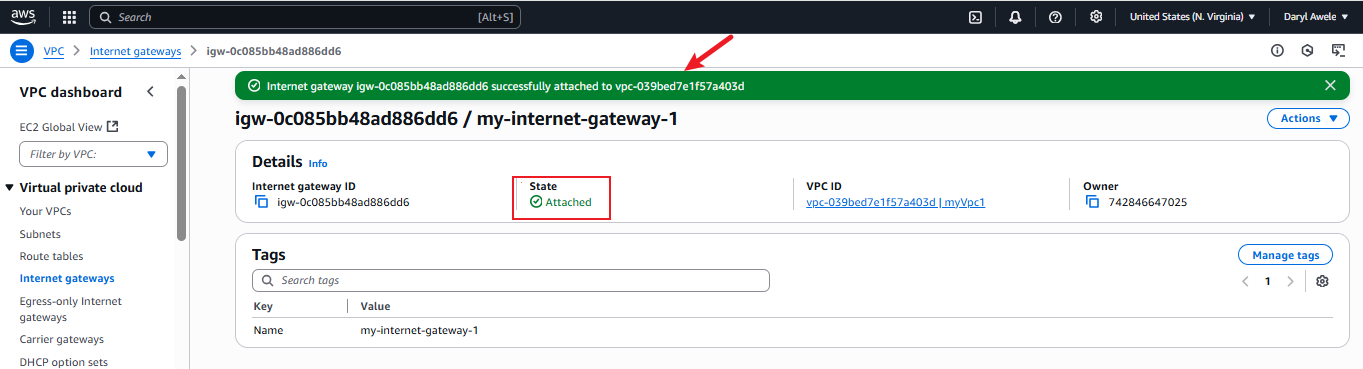 aws Search [Alt+S] United States (N. Virginia) Daryl Awele
VPC Internet gateways igw-0c085bb48ad886dd6
VPC dashboard
EC2 Global View
Filter by VPC:
Virtual private cloud
Your VPCs
Subnets
Route tables
Internet gateways
Egress-only Internet
gateways
Carrier gateways
DHCP option sets
Internet gateway igw-0c085bb48ad886dd6 successfully attached to vpc-039bed7e1f57a403d
igw-0c085bb48ad886dd6 / my-internet-gateway-1 Actions
Details Info
Internet gateway ID State VPC ID Owner
igw-0c085bb48ad886dd6 Attached vpc-039bed7e1f57a403d | myVpc1 742846647025
Tags Manage tags
Search tags 1
Key Value
Name my-internet-gateway-1